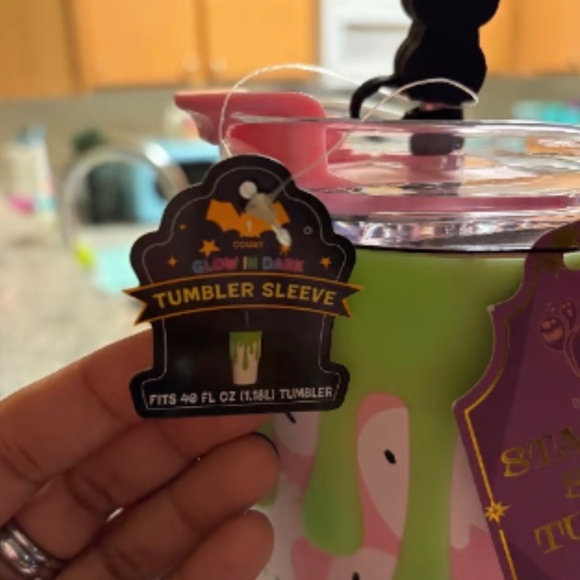 1
COUNT
GLOW IN DARK
TUMBLER SLEEVE
FITS 40 FL OZ (1.18L) TUMBLER